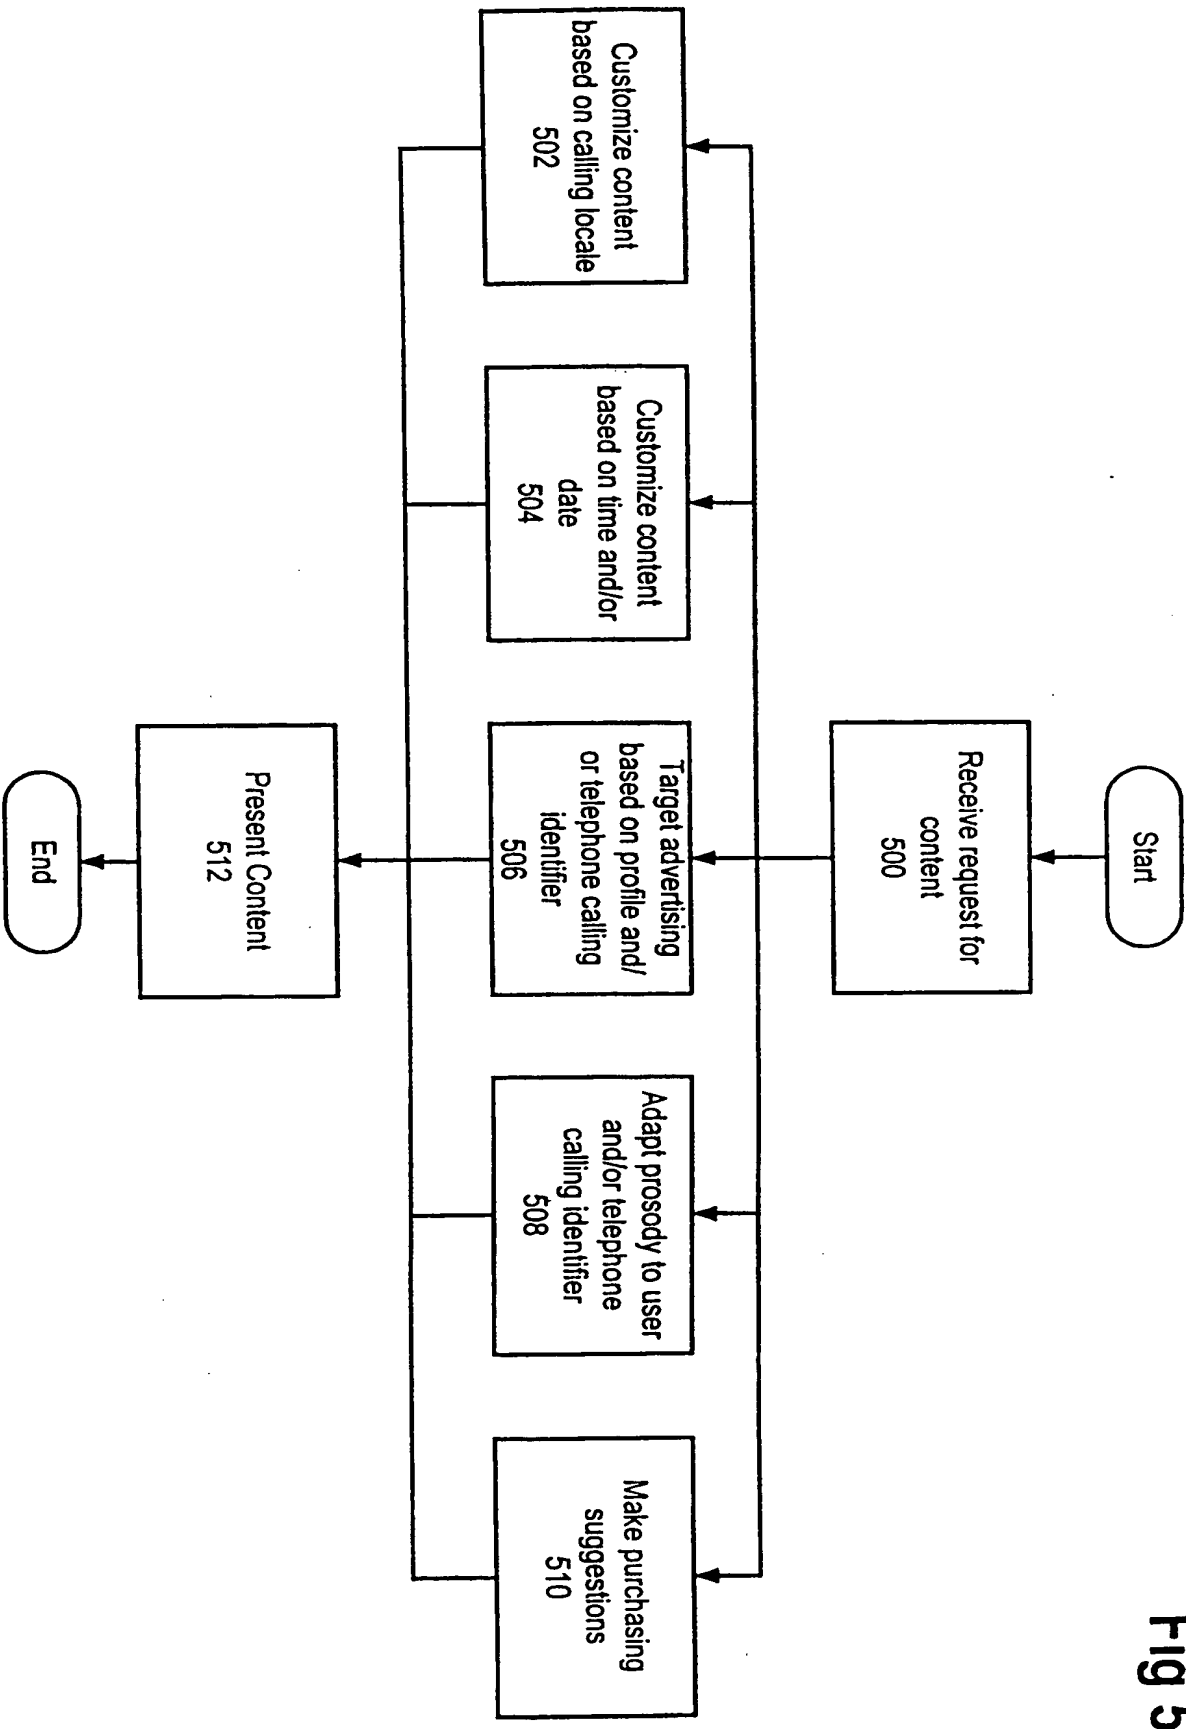 Start
Receive request for
content
500
Customize content
based on calling locale
502
Customize content
based on time and/or
date
504
Target advertising
based on profile and/
or telephone calling
identifier
506
Adapt prosody to user
and/or telephone
calling identifier
508
Make purchasing
suggestions
510
Present Content
512
End
Fig 5